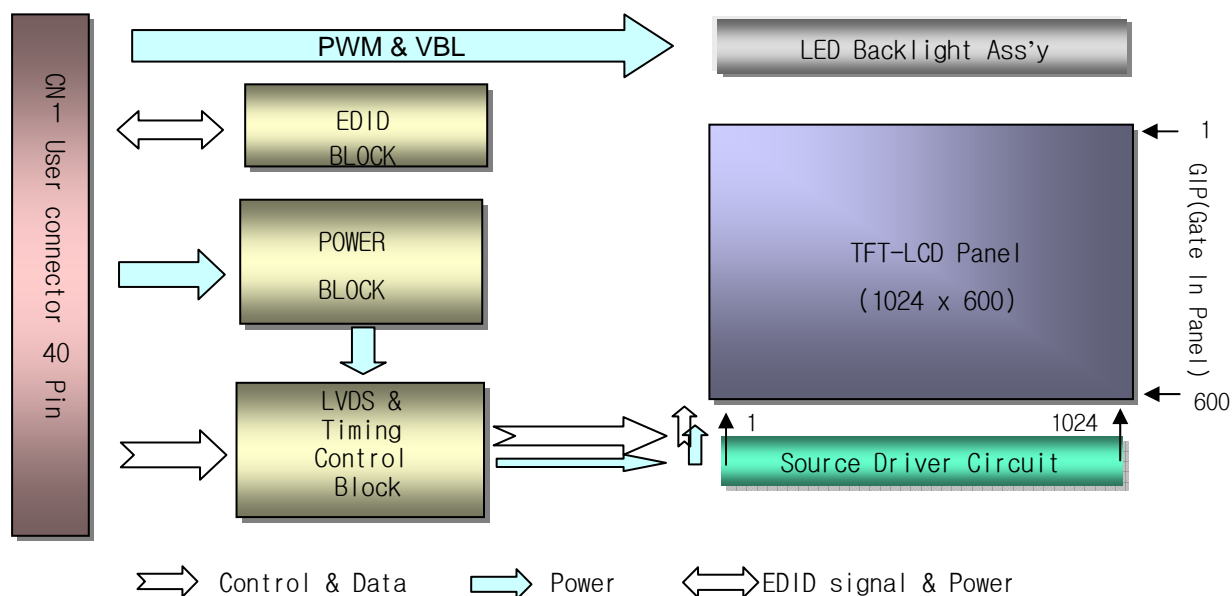 CN-1 User connector 40 Pin
PWM & VBL
LED Backlight Ass'y
EDID
BLOCK
POWER
BLOCK
LVDS &
Timing
Control
Block
TFT-LCD Panel
(1024 x 600)
1
GIP(Gate In Panel)
600
1
1024
Source Driver Circuit
Control & Data
Power
EDID signal & Power